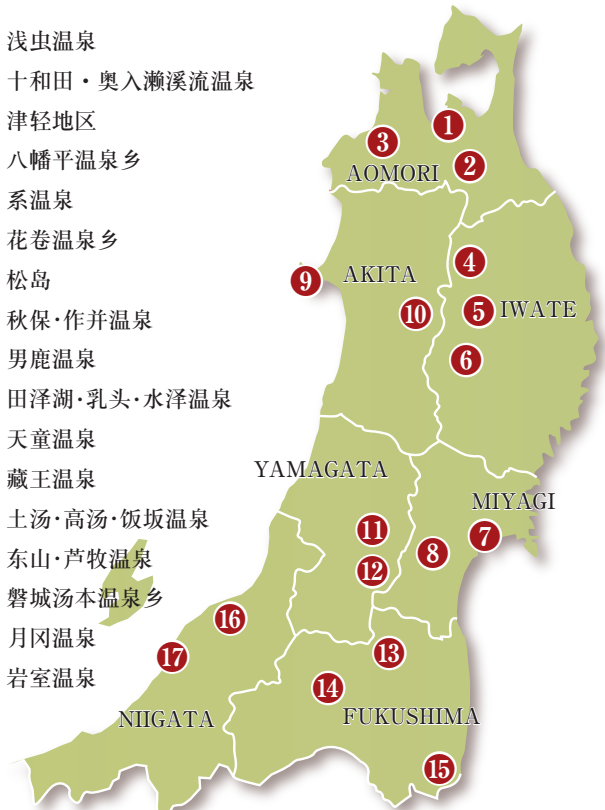 浅虫温泉
十和田・奥入濑溪流温泉
津轻地区
八幡平温泉乡
系温泉
花卷温泉乡
松岛
秋保·作并温泉
男鹿温泉
田泽湖·乳头·水泽温泉
天童温泉
藏王温泉
土汤·高汤·饭坂温泉
东山·芦牧温泉
磐城汤本温泉乡
月冈温泉
岩室温泉
1
3
2
AOMORI
4
9
AKITA
10
5
IWATE
6
YAMAGATA
MIYAGI
11
7
8
12
16
13
17
14
NIIGATA
FUKUSHIMA
15